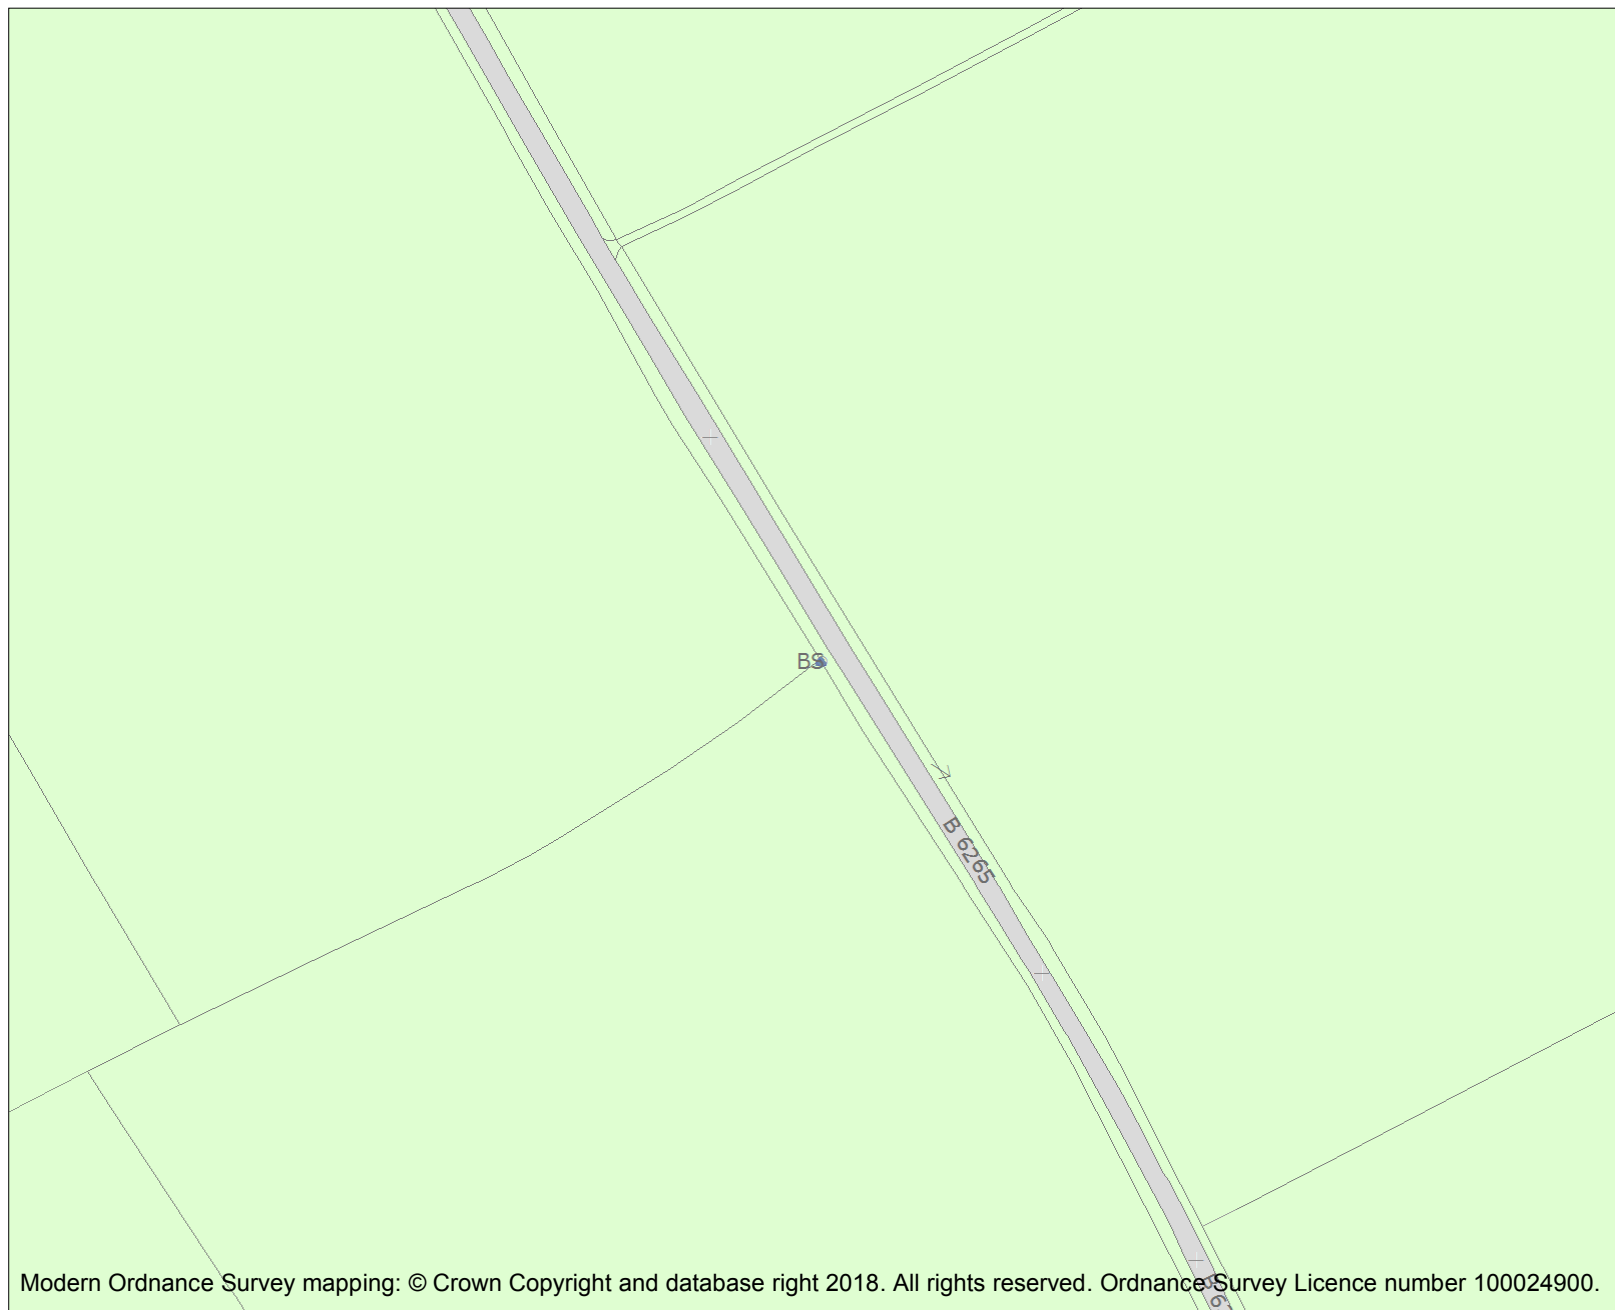 BS
B 6265
Modern Ordnance Survey mapping: © Crown Copyright and database right 2018. All rights reserved. Ordnance Survey Licence number 100024900.